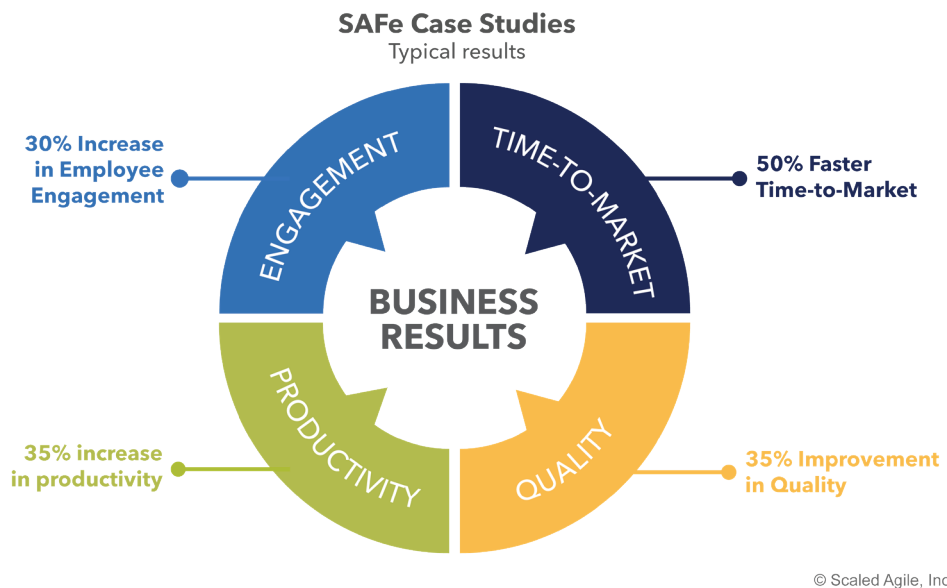 SAFe Case Studies
Typical results
30% Increase
in Employee
Engagement
ENGAGEMENT
TIME-TO-MARKET
50% Faster
Time-to-Market
BUSINESS
RESULTS
35% increase
in productivity
PRODUCTIVITY
QUALITY
35% Improvement
in Quality
© Scaled Agile, Inc